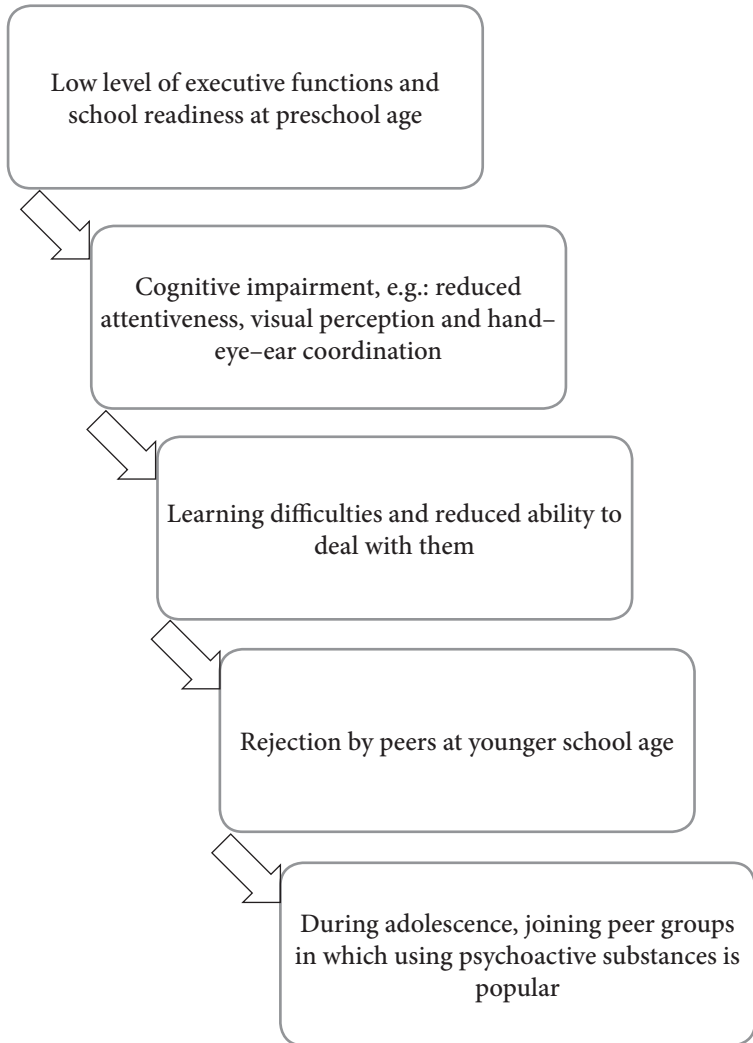 Low level of executive functions and
school readiness at preschool age
Cognitive impairment, e.g.: reduced
attentiveness, visual perception and hand–
eye–ear coordination
Learning difficulties and reduced ability to
deal with them
Rejection by peers at younger school age
During adolescence, joining peer groups
in which using psychoactive substances is
popular